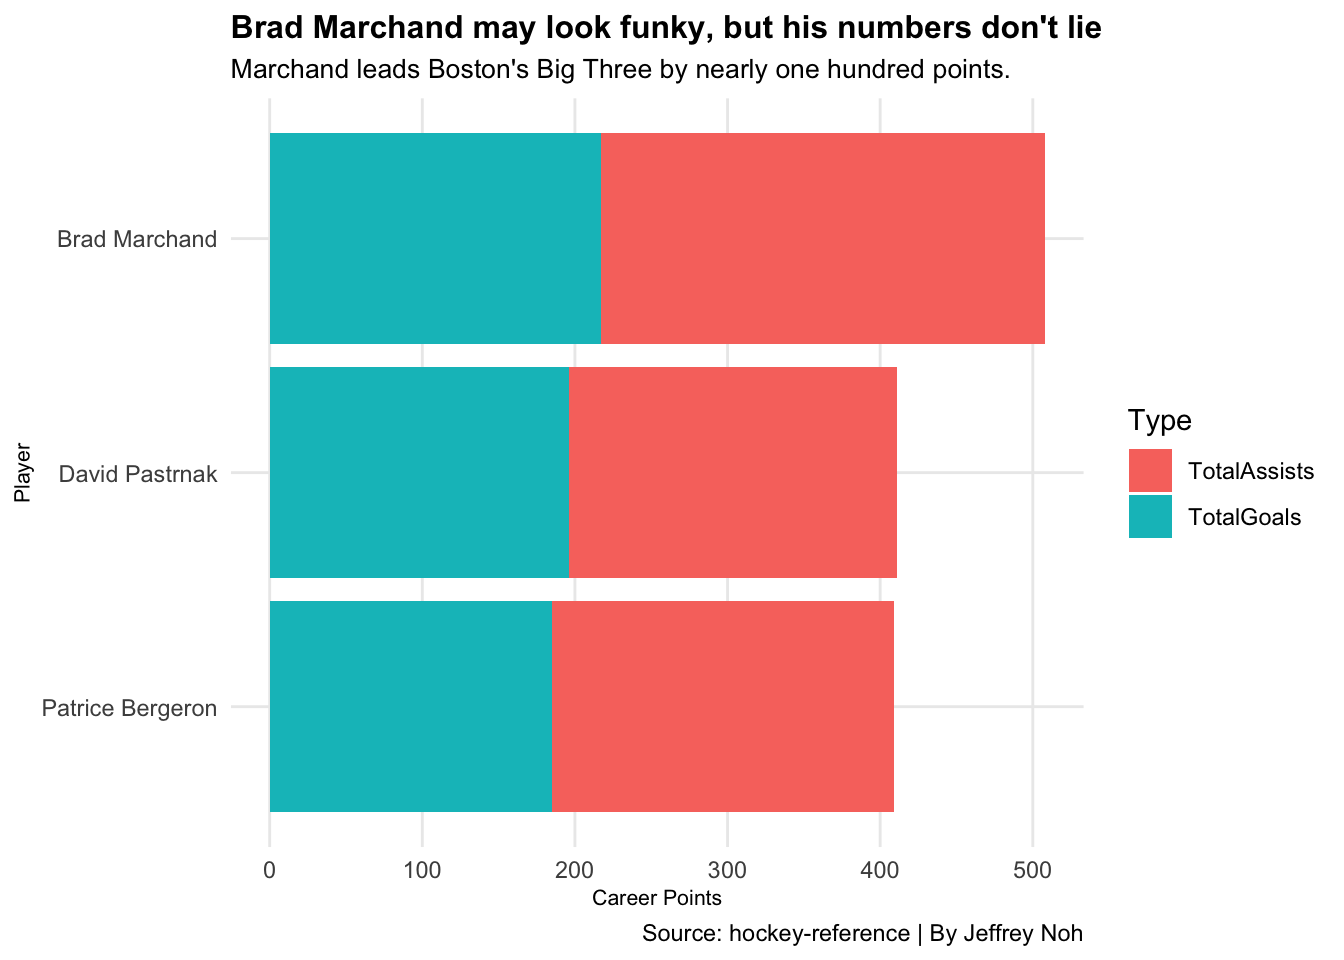 Brad Marchand may look funky, but his numbers don't lie
Marchand leads Boston's Big Three by nearly one hundred points.
Brad Marchand
David Pastrnak
Patrice Bergeron
Player
0 100 200 300 400 500
Career Points
Type
TotalAssists
TotalGoals
Source: hockey-reference | By Jeffrey Noh